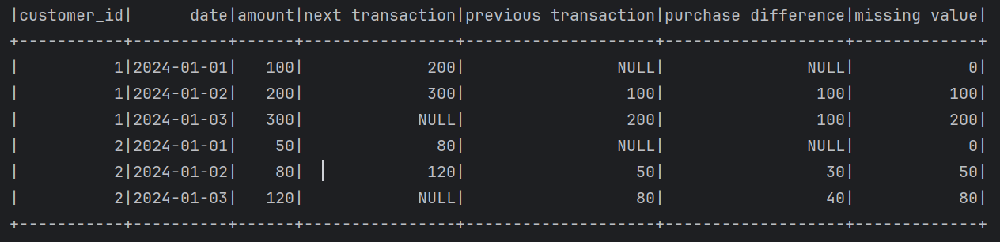 |customer_id|      date|amount|next transaction|previous transaction|purchase difference|missing value|
+-----------+----------+------+----------------+--------------------+-------------------+-------------+
|          1|2024-01-01|   100|             200|                NULL|               NULL|            0|
|          1|2024-01-02|   200|             300|                 100|                100|          100|
|          1|2024-01-03|   300|            NULL|                 200|                100|          200|
|          2|2024-01-01|    50|              80|                NULL|               NULL|            0|
|          2|2024-01-02|    80|             120|                  50|                 30|           50|
|          2|2024-01-03|   120|            NULL|                  80|                 40|           80|
+-----------+----------+------+----------------+--------------------+-------------------+-------------+